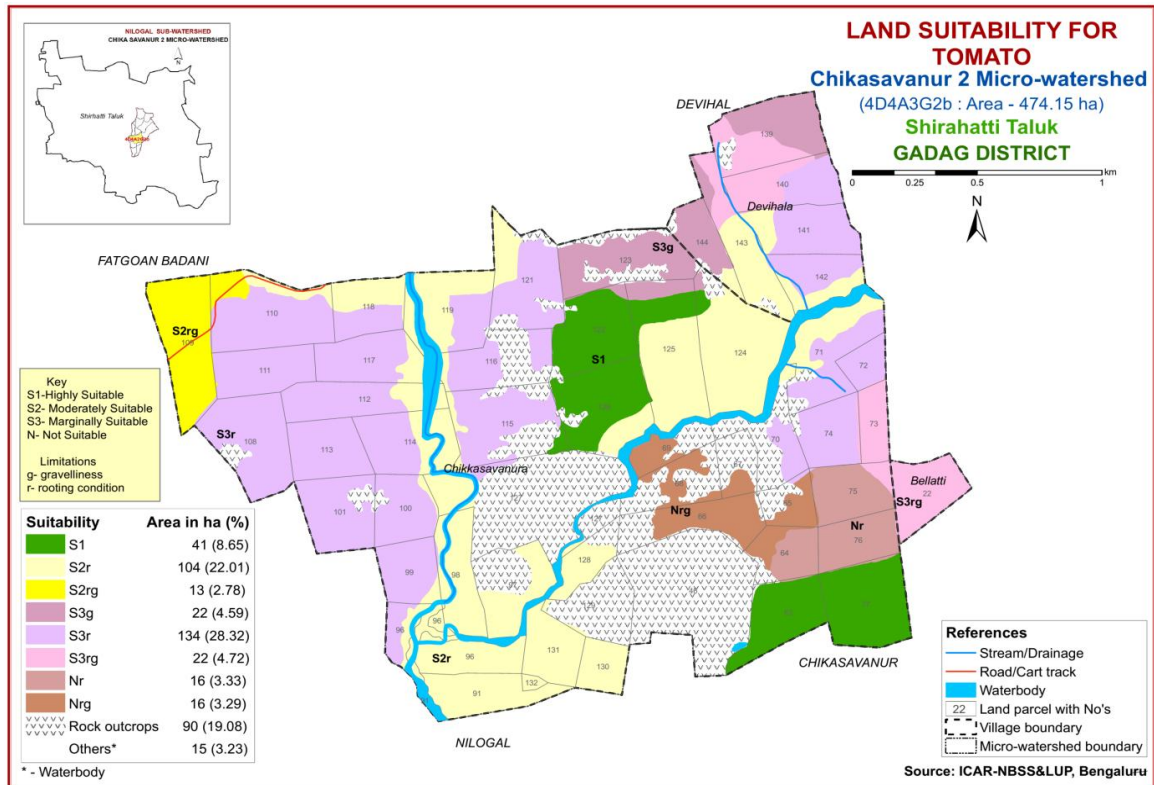 NILOGAL SUB-WATERSHED
CHIKA SAVANUR 2 MICRO-WATERSHED
N
Shirhatti Taluk
LAND SUITABILITY FOR
TOMATO
Chikasavanur 2 Micro-watershed
(4D4A3G2b : Area - 474.15 ha)
Shirahatti Taluk
GADAG DISTRICT
km
0 0.25 0.5 1
N
DEVIHAL
139
140
Devihala
141
143
144
142
S3g
123
121
FATGOAN BADANI
118
119
110
S2rg
109
S1
125
124
71
72
117
116
111
112
115
S3r
108
113
114
Chikkasavanura
70
74
73
Bellatti
22
S3rg
75
Nr
76
Nrg
66
65
64
101
100
99
98
128
96
96
96
S2r
131
130
132
91
CHIKASAVANUR
NILOGAL
Key
S1-Highly Suitable
S2- Moderately Suitable
S3- Marginally Suitable
N- Not Suitable
Limitations
g- gravelliness
r- rooting condition
Suitability Area in ha (%)
S1 41 (8.65)
S2r 104 (22.01)
S2rg 13 (2.78)
S3g 22 (4.59)
S3r 134 (28.32)
S3rg 22 (4.72)
Nr 16 (3.33)
Nrg 16 (3.29)
Rock outcrops 90 (19.08)
Others* 15 (3.23)
* - Waterbody
References
Stream/Drainage
Road/Cart track
Waterbody
22 Land parcel with No's
Village boundary
Micro-watershed boundary
Source: ICAR-NBSS&LUP, Bengaluru